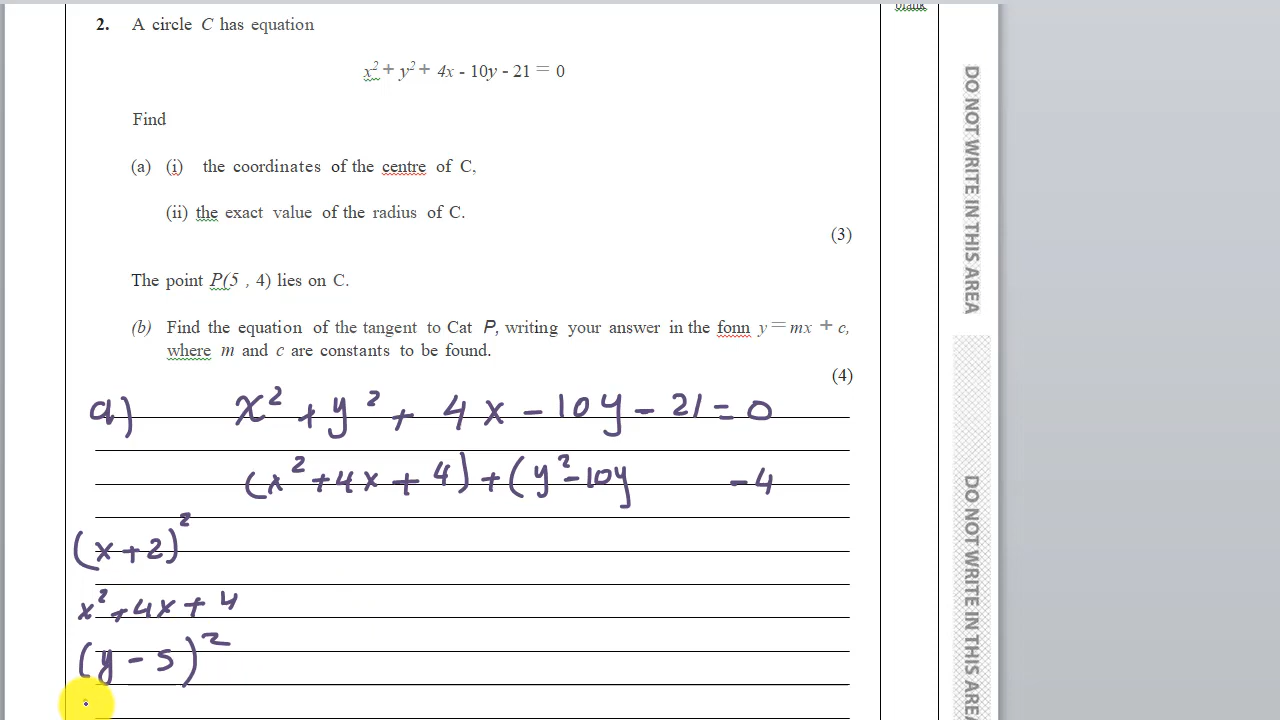 blank
2. A circle C has equation
x² + y² + 4x - 10y - 21 = 0
Find
(a) (i) the coordinates of the centre of C,
(ii) the exact value of the radius of C.
(3)
The point P(5 , 4) lies on C.
(b) Find the equation of the tangent to Cat P, writing your answer in the fonn y = mx + c,
where m and c are constants to be found.
(4)
a) x² + y² + 4x - 10y - 21 = 0
(x² + 4x + 4) + (y² - 10y - 4
(x + 2)²
x² + 4x + 4
(y - 5)²
DO NOT WRITE IN THIS AREA
DO NOT WRITE IN THIS AREA